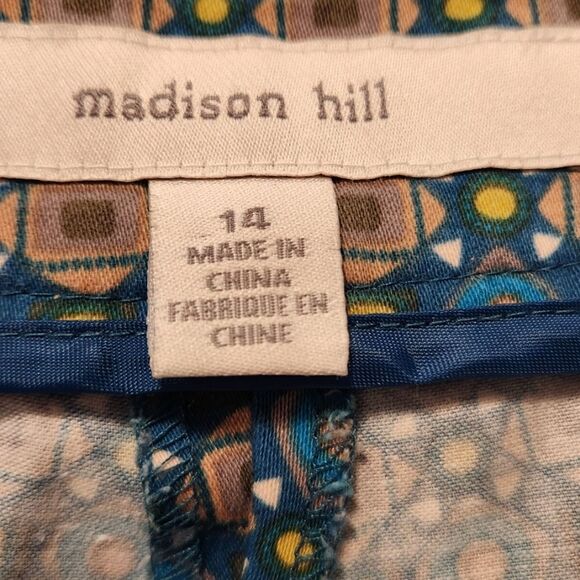 madison hill
14
MADE IN
CHINA
FABRIQUE EN
CHINE